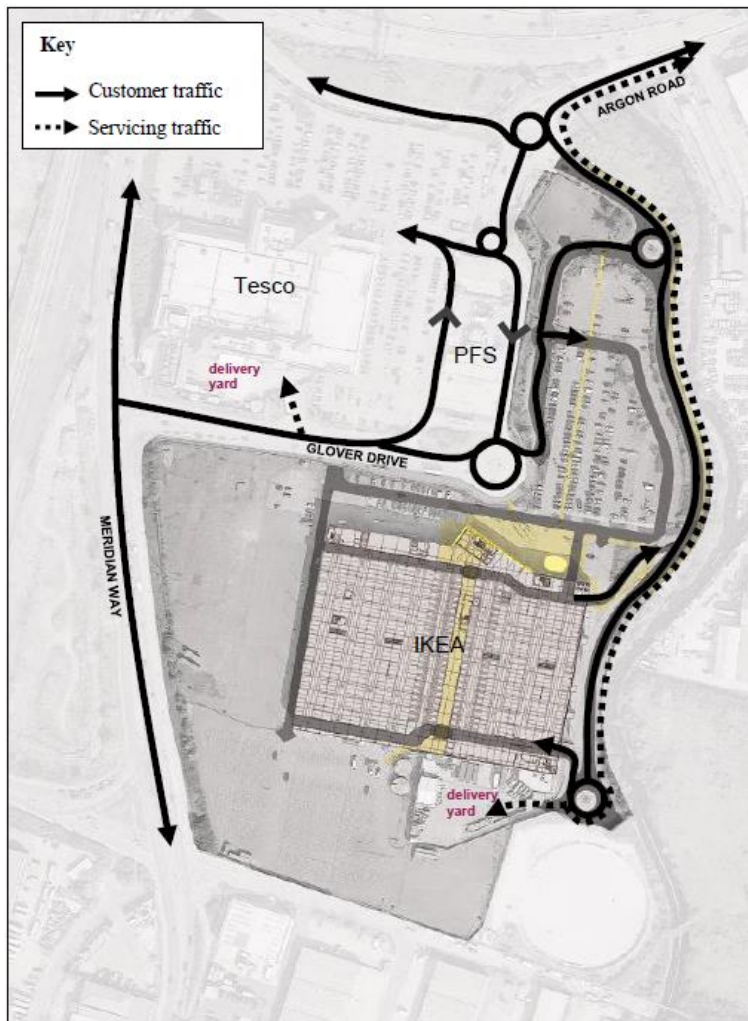 Key
Customer traffic
Servicing traffic
ARGON ROAD
Tesco
PFS
delivery
yard
GLOVER DRIVE
MERIDIAN WAY
IKEA
delivery
yard